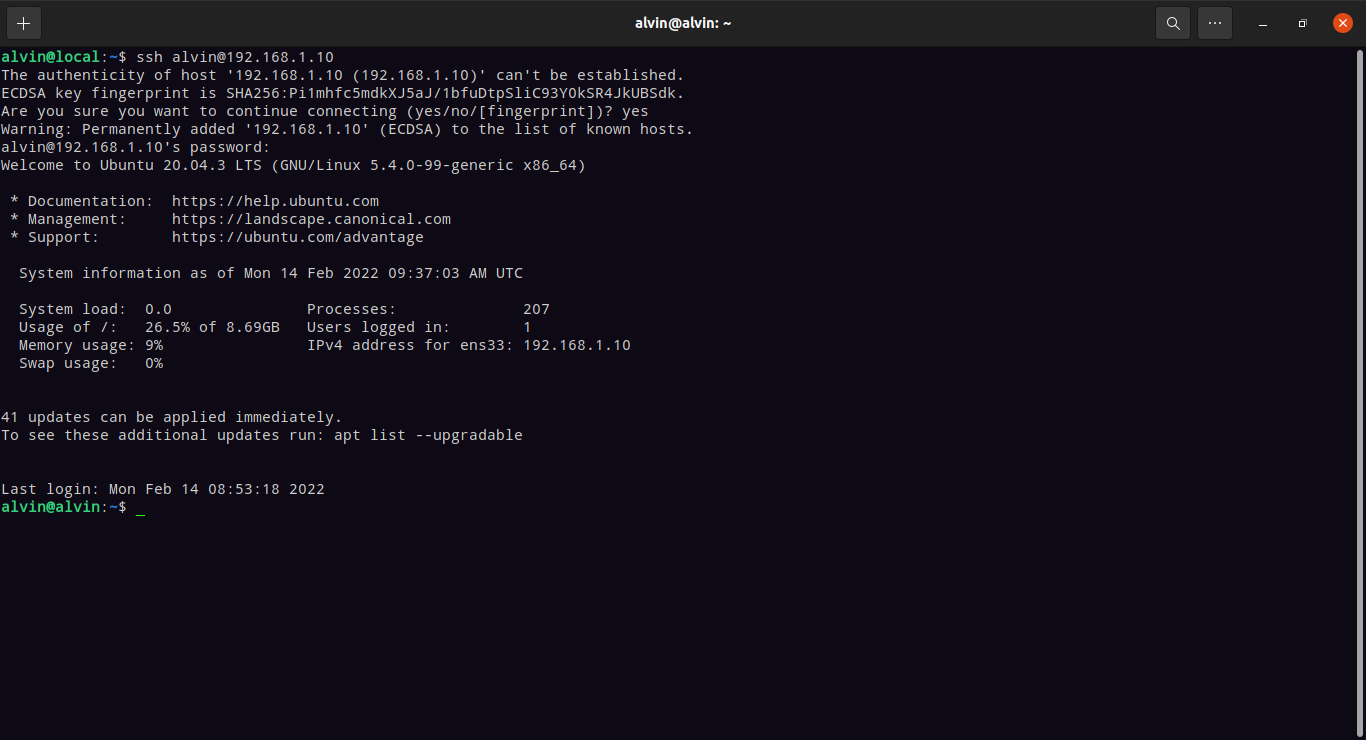 alvin@alvin: ~
alvin@local:~$ ssh alvin@192.168.1.10
The authenticity of host '192.168.1.10 (192.168.1.10)' can't be established.
ECDSA key fingerprint is SHA256:Pi1mhfc5mdkXJ5aJ/1bfuDtpSliC93Y0kSR4JkUBSdk.
Are you sure you want to continue connecting (yes/no/[fingerprint])? yes
Warning: Permanently added '192.168.1.10' (ECDSA) to the list of known hosts.
alvin@192.168.1.10's password:
Welcome to Ubuntu 20.04.3 LTS (GNU/Linux 5.4.0-99-generic x86_64)
* Documentation:  https://help.ubuntu.com
* Management:     https://landscape.canonical.com
* Support:        https://ubuntu.com/advantage
System information as of Mon 14 Feb 2022 09:37:03 AM UTC
System load:  0.0               Processes:              207
Usage of /:   26.5% of 8.69GB   Users logged in:        1
Memory usage: 9%                IPv4 address for ens33: 192.168.1.10
Swap usage:   0%
41 updates can be applied immediately.
To see these additional updates run: apt list --upgradable
Last login: Mon Feb 14 08:53:18 2022
alvin@alvin:~$ _